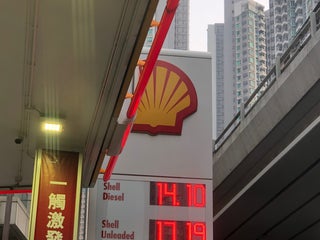 一觸激發
Shell
Diesel
14.10
Shell
Unleaded
17.19